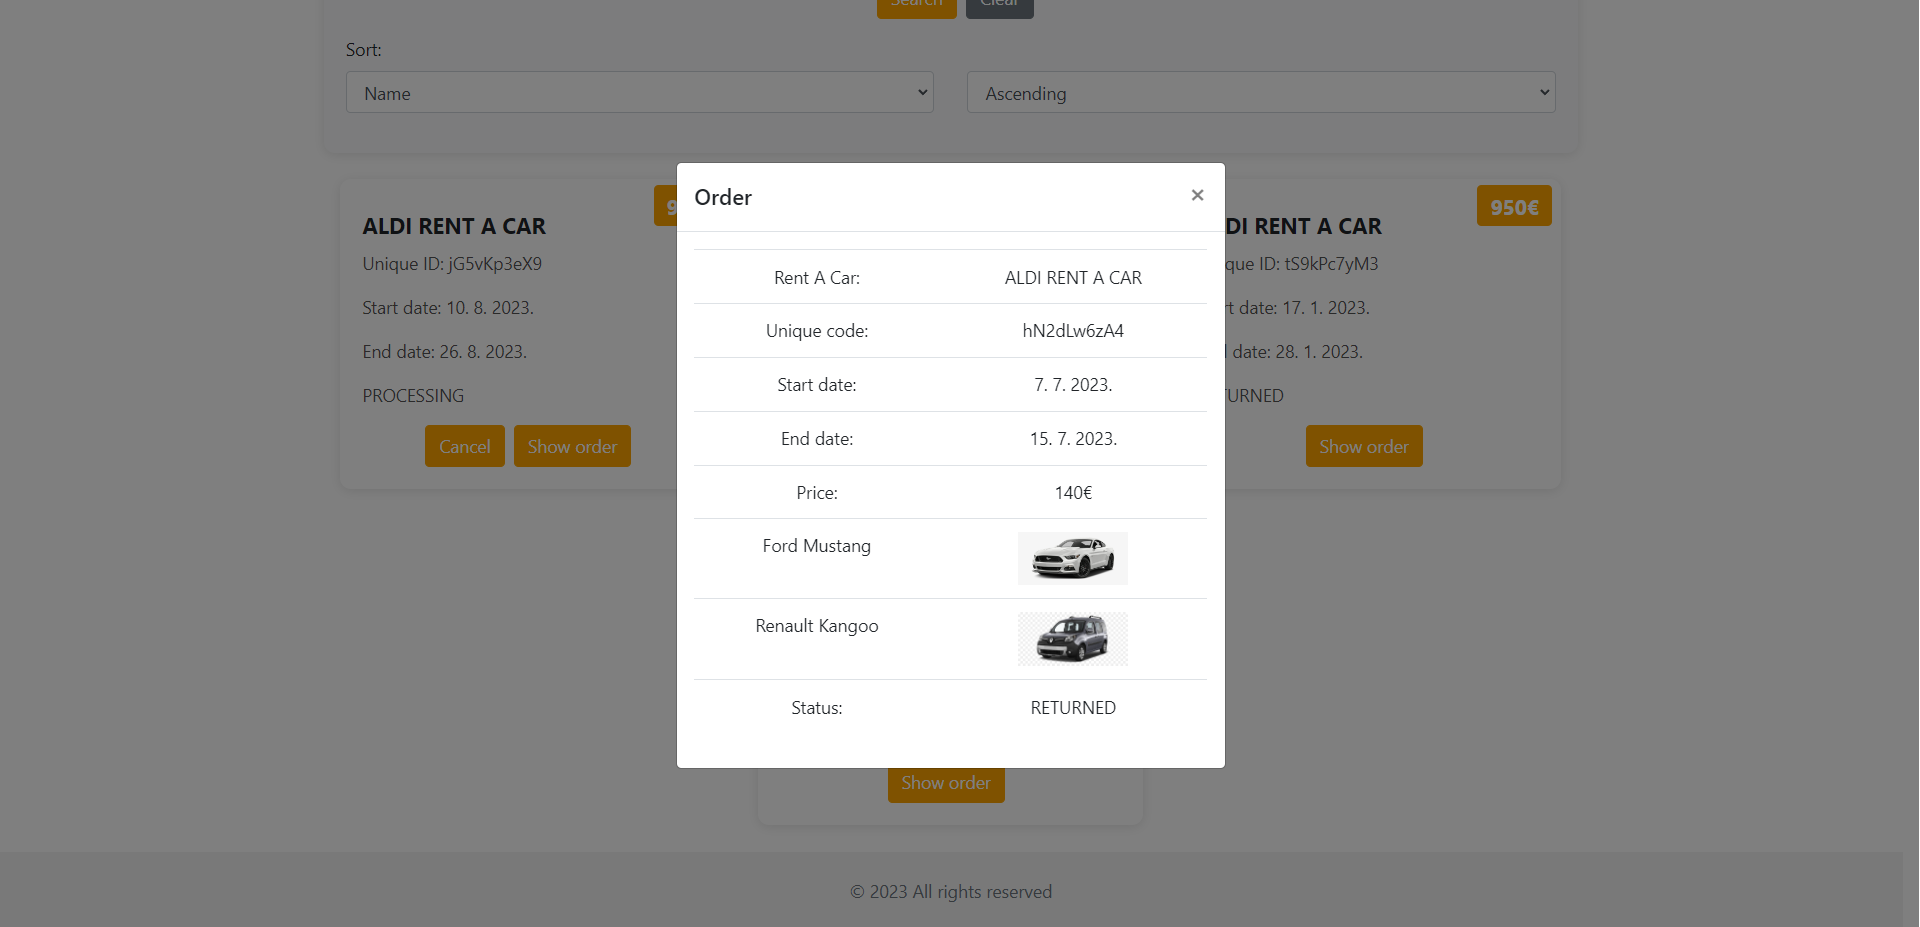 Search Clear
Sort:
Name Ascending
Order ×
Rent A Car: ALDI RENT A CAR
Unique code: hN2dLw6zA4
Start date: 7. 7. 2023.
End date: 15. 7. 2023.
Price: 140€
Ford Mustang
Renault Kangoo
Status: RETURNED
ALDI RENT A CAR
Unique ID: jG5vKp3eX9
Start date: 10. 8. 2023.
End date: 26. 8. 2023.
PROCESSING
Cancel Show order
950€
DI RENT A CAR
que ID: tS9kPc7yM3
t date: 17. 1. 2023.
date: 28. 1. 2023.
TURNED
Show order
Show order
© 2023 All rights reserved